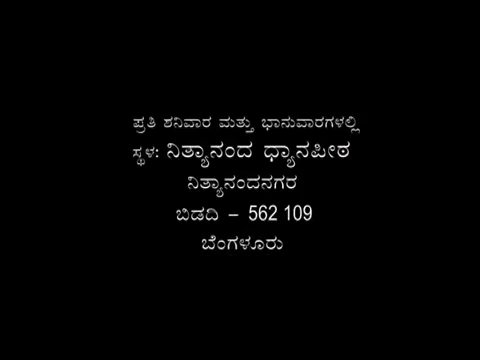 ಪ್ರತಿ ಶನಿವಾರ ಮತ್ತು ಭಾನುವಾರಗಳಲ್ಲಿ
ಸ್ಥಳ: ನಿತ್ಯಾನಂದ ಧ್ಯಾನಪೀಠ
ನಿತ್ಯಾನಂದನಗರ
ಬಿಡದಿ – 562 109
ಬೆಂಗಳೂರು